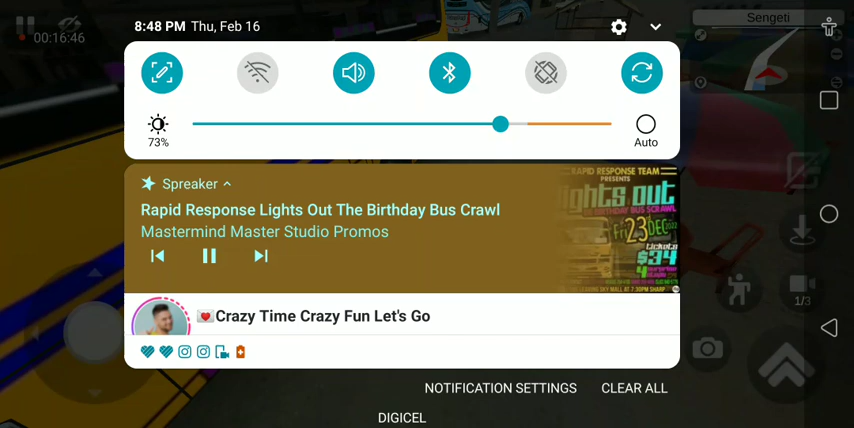 8:48 PM Thu, Feb 16
00:16:46
Sengeti
73%
Auto
Spreaker
Rapid Response Lights Out The Birthday Bus Crawl
Mastermind Master Studio Promos
RAPID RESPONSE TEAM
PRESENTS
lights out
Fri 23 DEC 2022
tickets
$34
💌Crazy Time Crazy Fun Let's Go
1/3
NOTIFICATION SETTINGS CLEAR ALL
DIGICEL